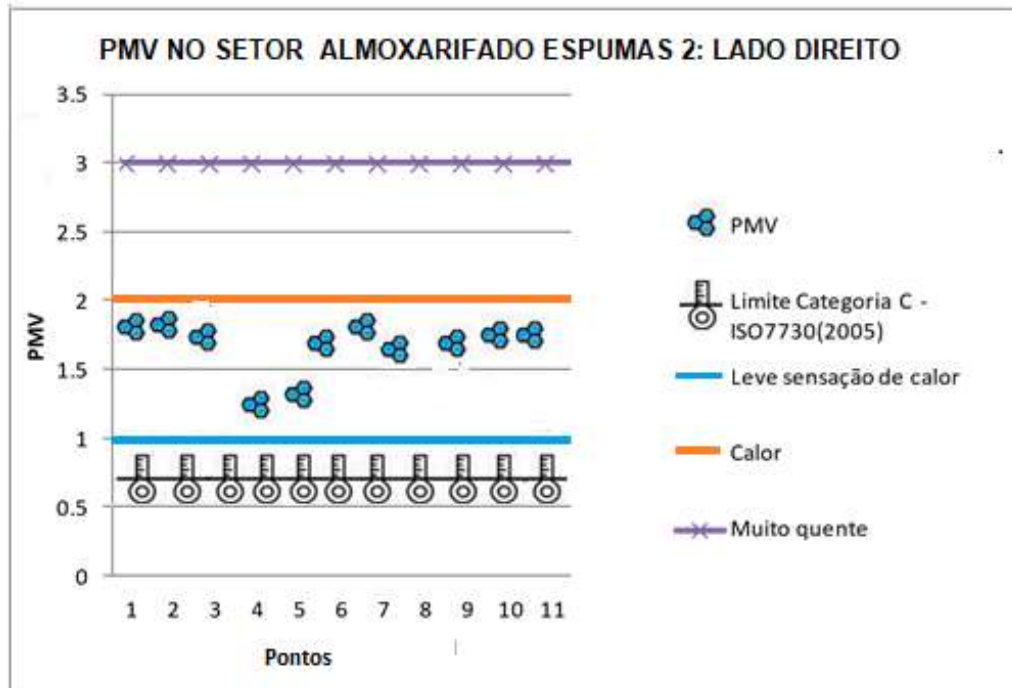 PMV NO SETOR ALMOXARIFADO ESPUMAS 2: LADO DIREITO
3.5
3
2.5
2
1.5
1
0.5
0
PMV
1 2 3 4 5 6 7 8 9 10 11
Pontos
PMV
Limite Categoria C -
ISO7730(2005)
Leve sensação de calor
Calor
Muito quente